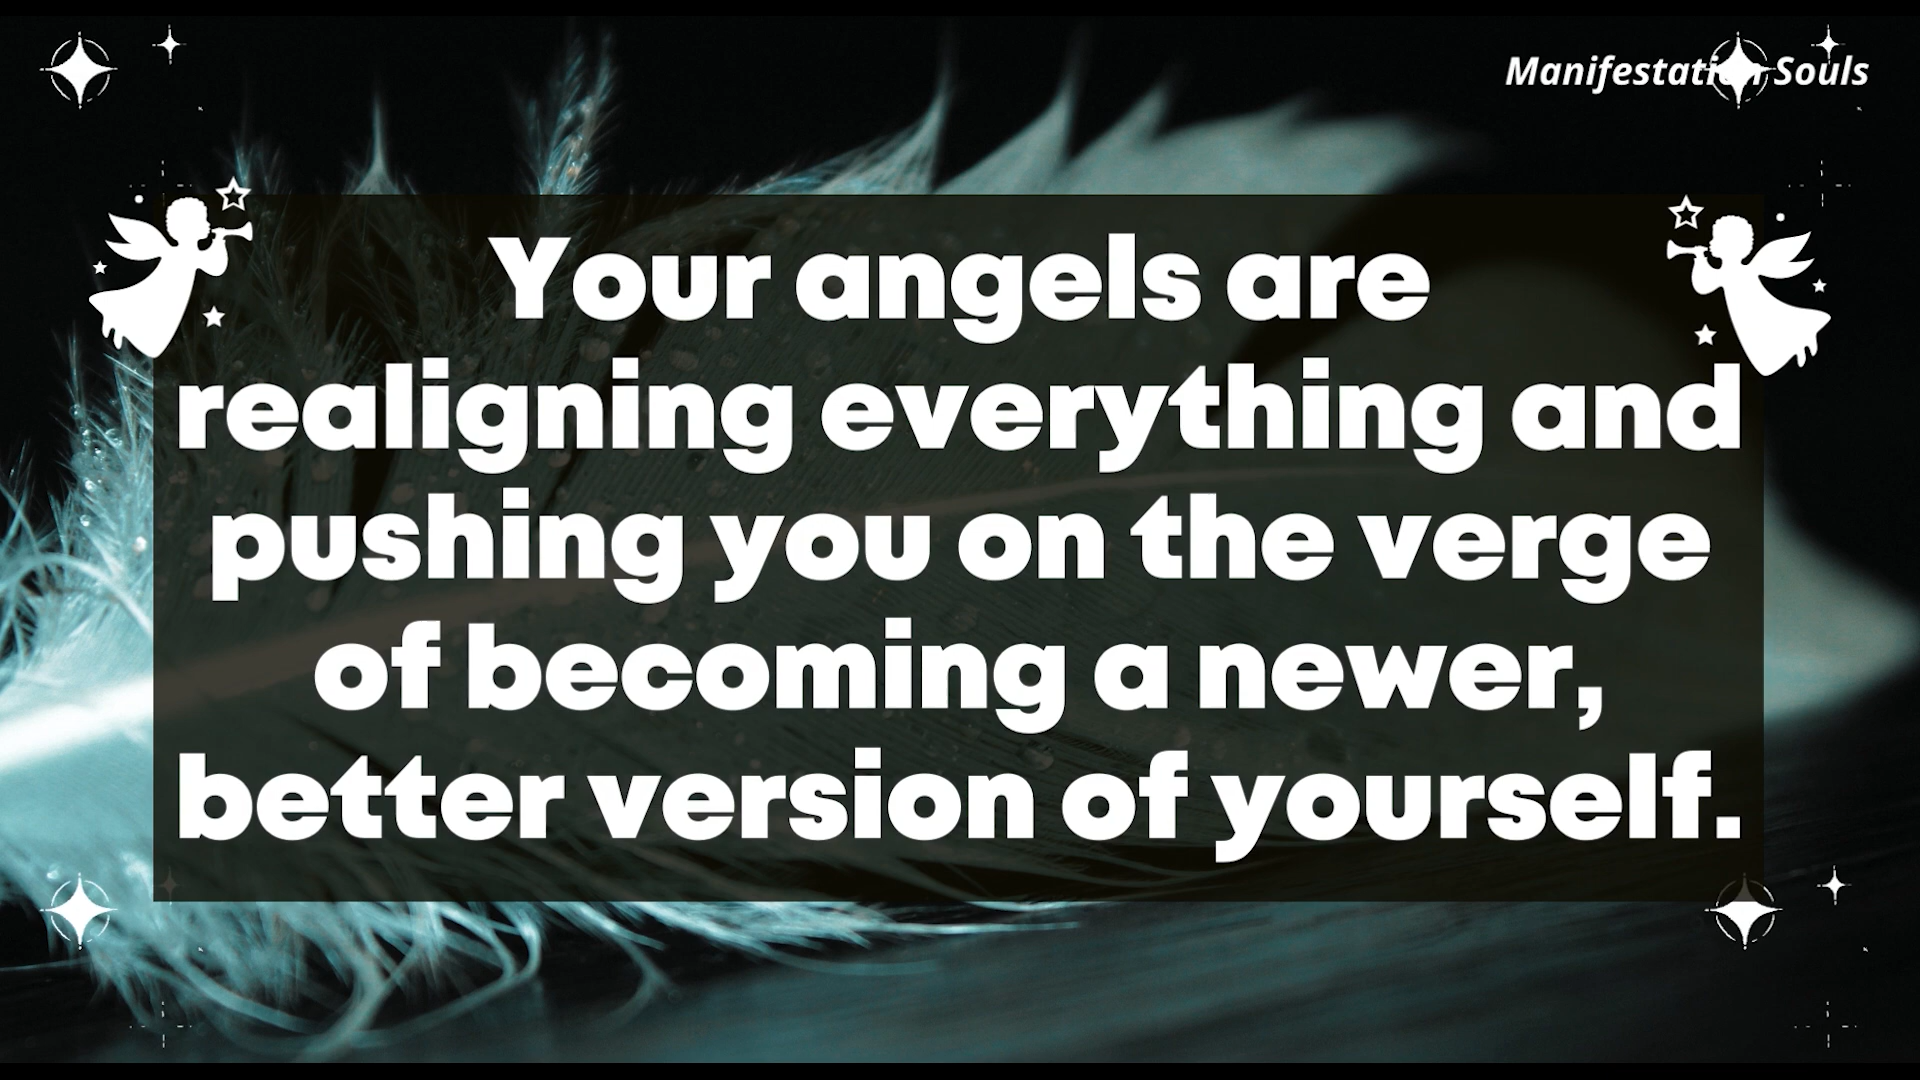 Manifestation Souls
Your angels are
realigning everything and
pushing you on the verge
of becoming a newer,
better version of yourself.